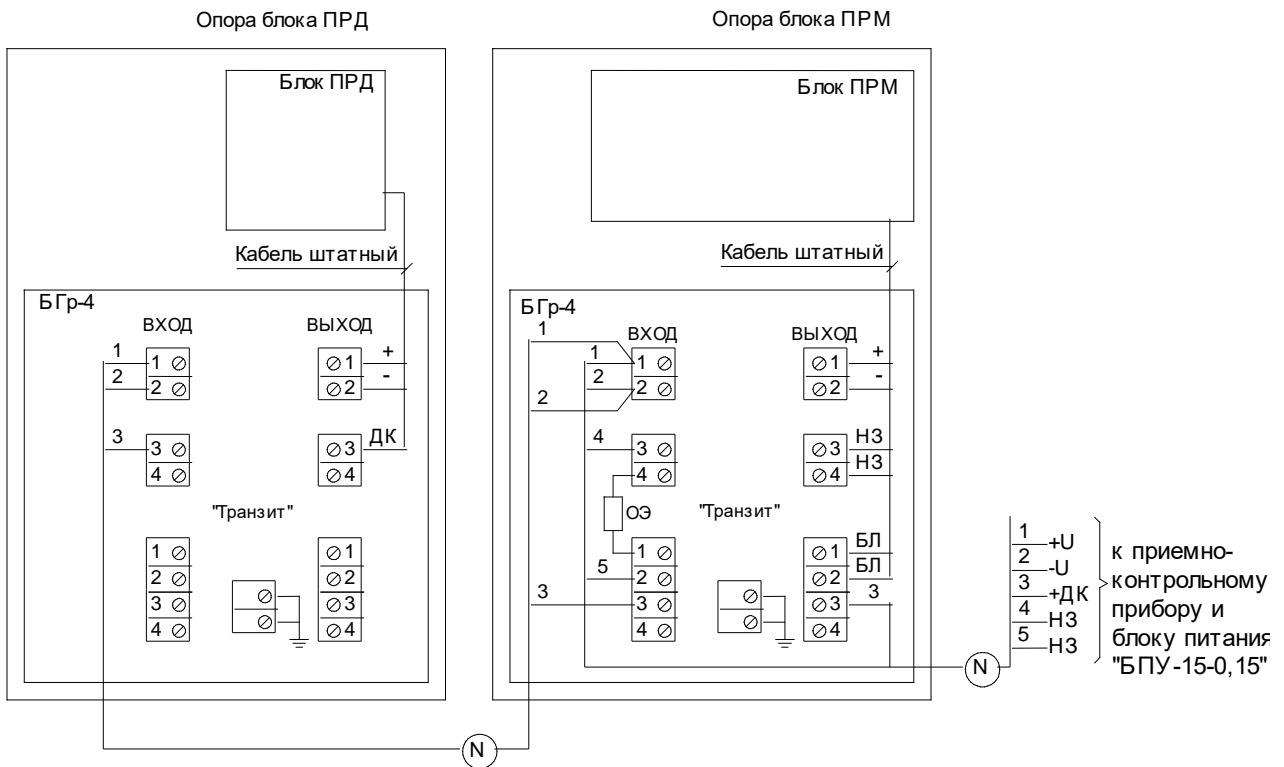 Опора блока ПРД
Опора блока ПРМ
Блок ПРД
Кабель штатный
БГр-4
ВХОД
ВЫХОД
1
2
3
1
2
3
4
1
2
+
-
3
4
ДК
"Транзит"
1
2
3
4
1
2
3
4
Блок ПРМ
Кабель штатный
БГр-4
1
2
3
ВХОД
ВЫХОД
1
2
4
5
1
2
3
4
ОЭ
1
2
+
-
3
4
НЗ
НЗ
"Транзит"
1
2
3
4
1
2
3
4
БЛ
БЛ
3
N
N
1 +U
2 -U
3 +ДК
4 НЗ
5 НЗ
к приемно-
контрольному
прибору и
блоку питания
"БПУ-15-0,15"